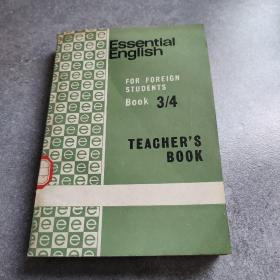 Essential
English
FOR FOREIGN
STUDENTS
Book 3/4
TEACHER'S
BOOK